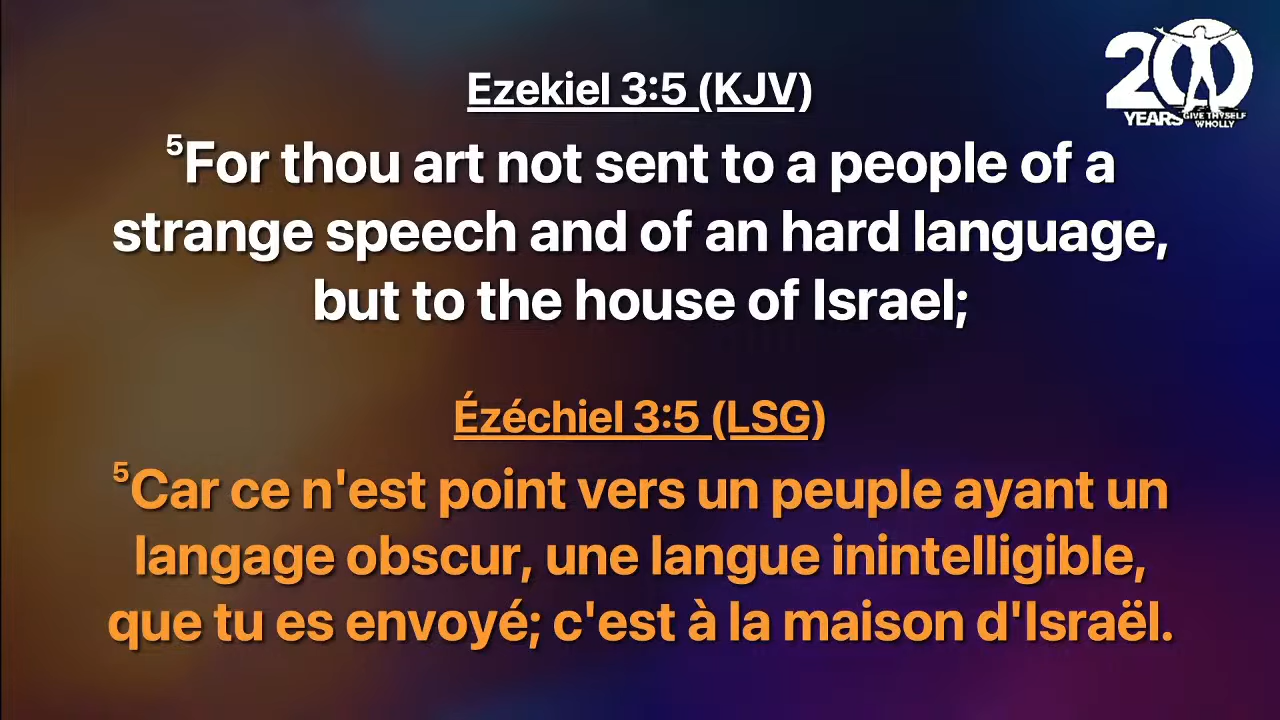 Ezekiel 3:5 (KJV)
⁵For thou art not sent to a people of a
strange speech and of an hard language,
but to the house of Israel;
Ézéchiel 3:5 (LSG)
⁵Car ce n'est point vers un peuple ayant un
langage obscur, une langue inintelligible,
que tu es envoyé; c'est à la maison d'Israël.
20
YEARS GIVE THYSELF
WHOLLY